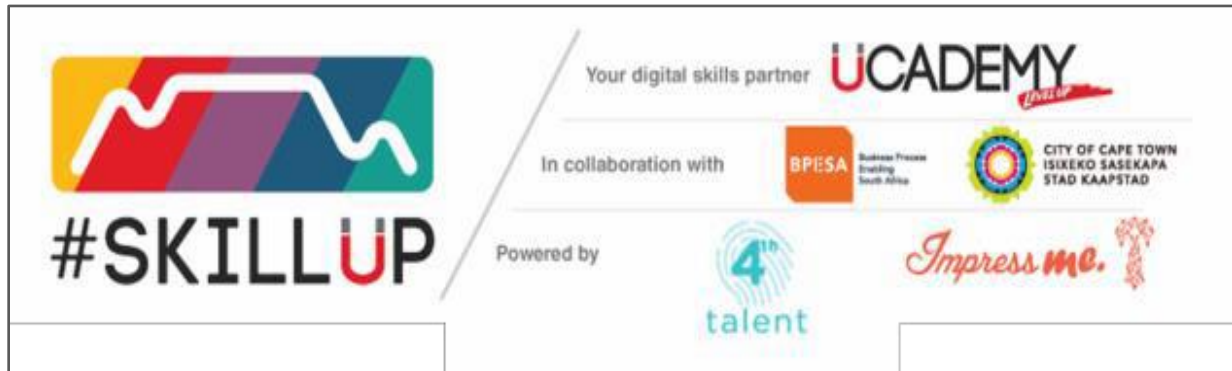 #SKILLUP
Your digital skills partner
UCADEMY
LEVEL UP
In collaboration with
BPESA
Business Process
Enabling
South Africa
CITY OF CAPE TOWN
ISIXEKO SASEKAPA
STAD KAAPSTAD
Powered by
4th
talent
Impress me.